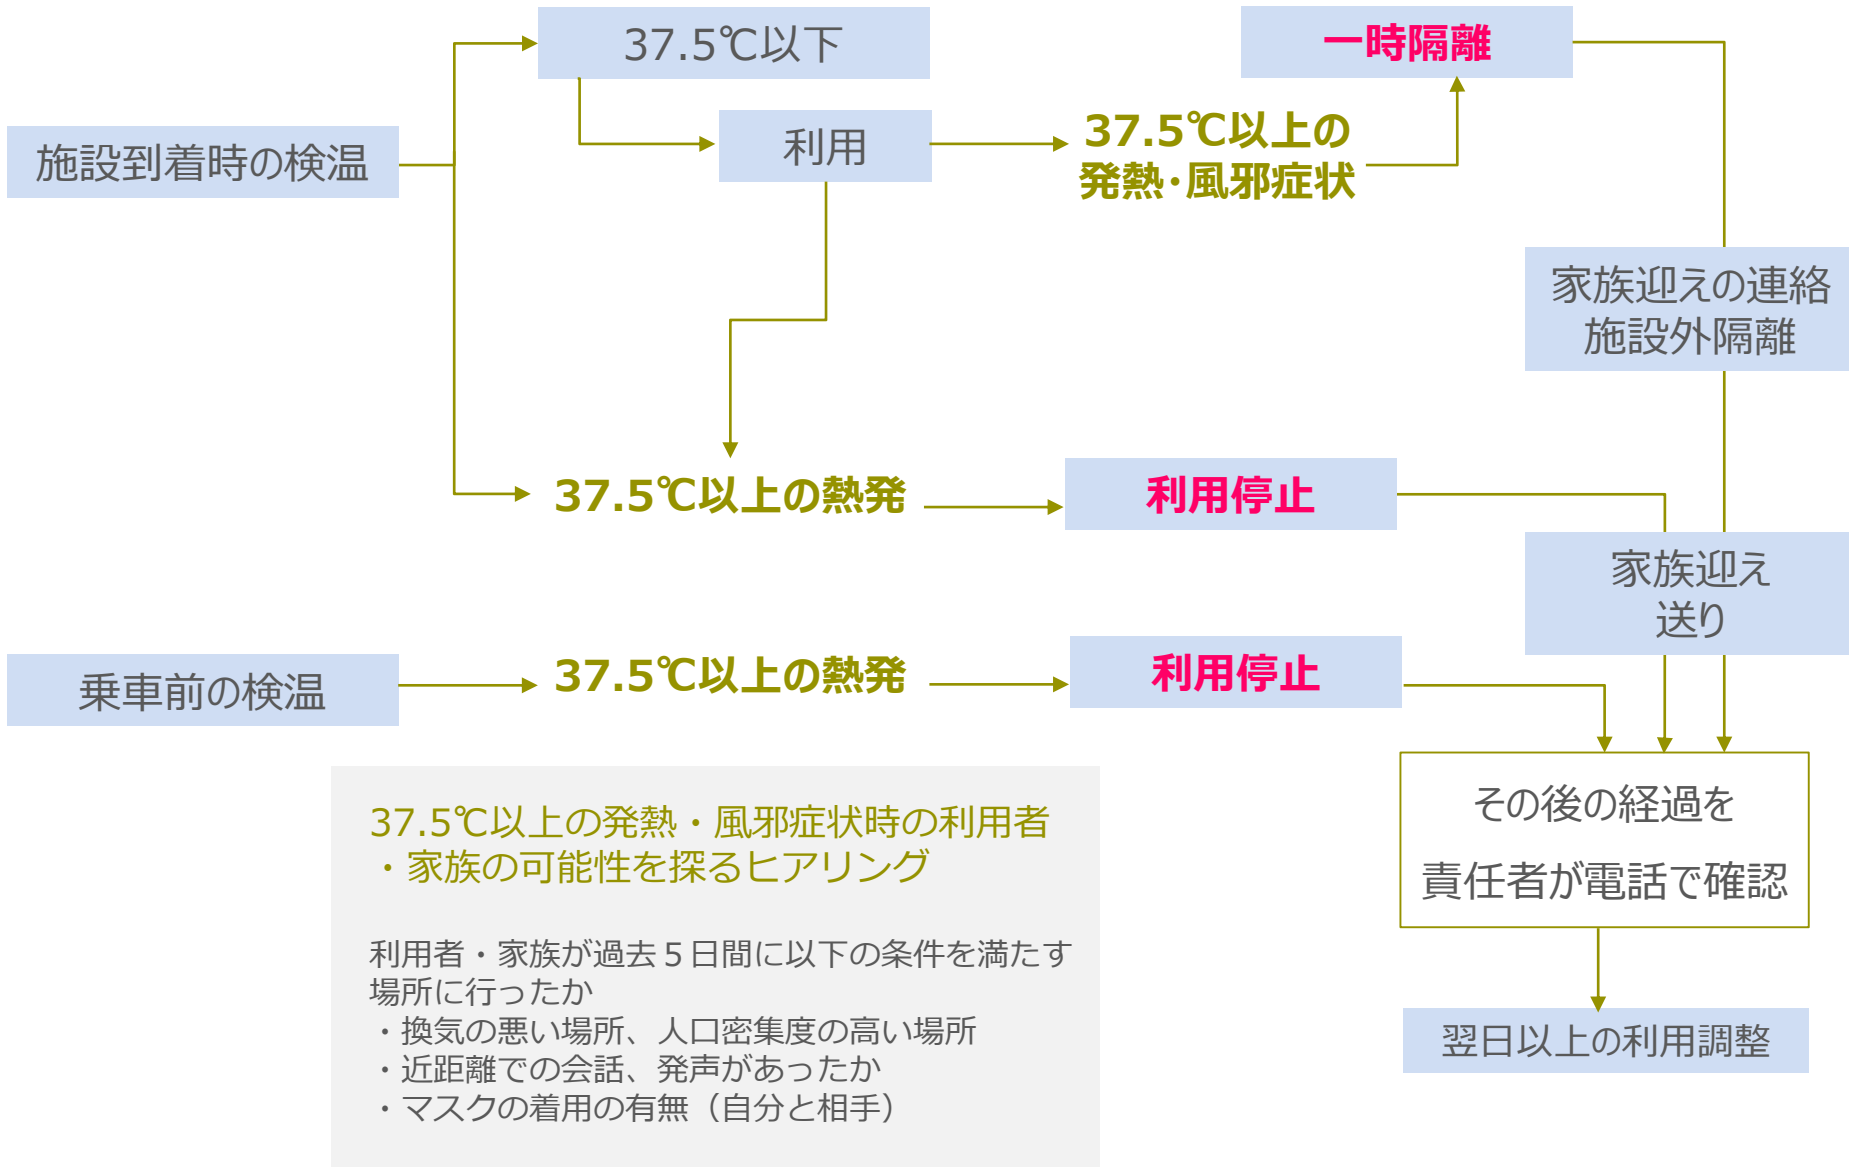 37.5℃以下
一時隔離
施設到着時の検温
利用
37.5℃以上の
発熱・風邪症状
家族迎えの連絡
施設外隔離
37.5℃以上の熱発
利用停止
家族迎え
送り
乗車前の検温
37.5℃以上の熱発
利用停止
37.5℃以上の発熱・風邪症状時の利用者
・家族の可能性を探るヒアリング
利用者・家族が過去５日間に以下の条件を満たす
場所に行ったか
・換気の悪い場所、人口密集度の高い場所
・近距離での会話、発声があったか
・マスクの着用の有無（自分と相手）
その後の経過を
責任者が電話で確認
翌日以上の利用調整